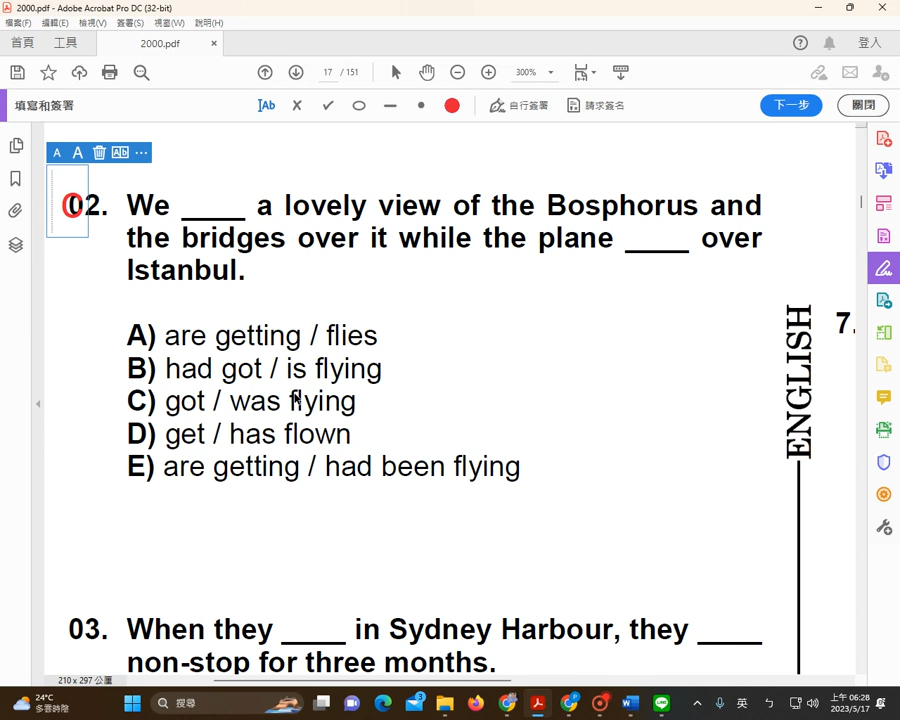 2000.pdf - Adobe Acrobat Pro DC (32-bit)
檔案(F) 編輯(E) 檢視(V) 簽署(S) 視窗(W) 說明(H)
首頁 工具 2000.pdf × 登入
17 / 151 300%
填寫和簽署 Ab 自行簽署 請求簽名 下一步 關閉
A A Ab ...
C
02. We ____ a lovely view of the Bosphorus and
the bridges over it while the plane ____ over
Istanbul.
A) are getting / flies
B) had got / is flying
C) got / was flying
D) get / has flown
E) are getting / had been flying
ENGLISH
7.
03. When they ____ in Sydney Harbour, they ____
non-stop for three months.
210 x 297 公厘
24°C
多雲時陰
搜尋
3
英
上午 06:28
2023/5/17